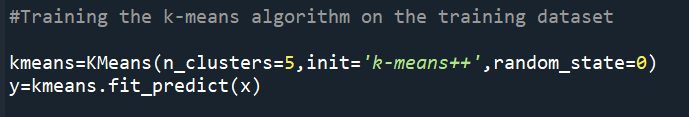 #Training the k-means algorithm on the training dataset
kmeans=KMeans(n_clusters=5,init='k-means++',random_state=0)
y=kmeans.fit_predict(x)